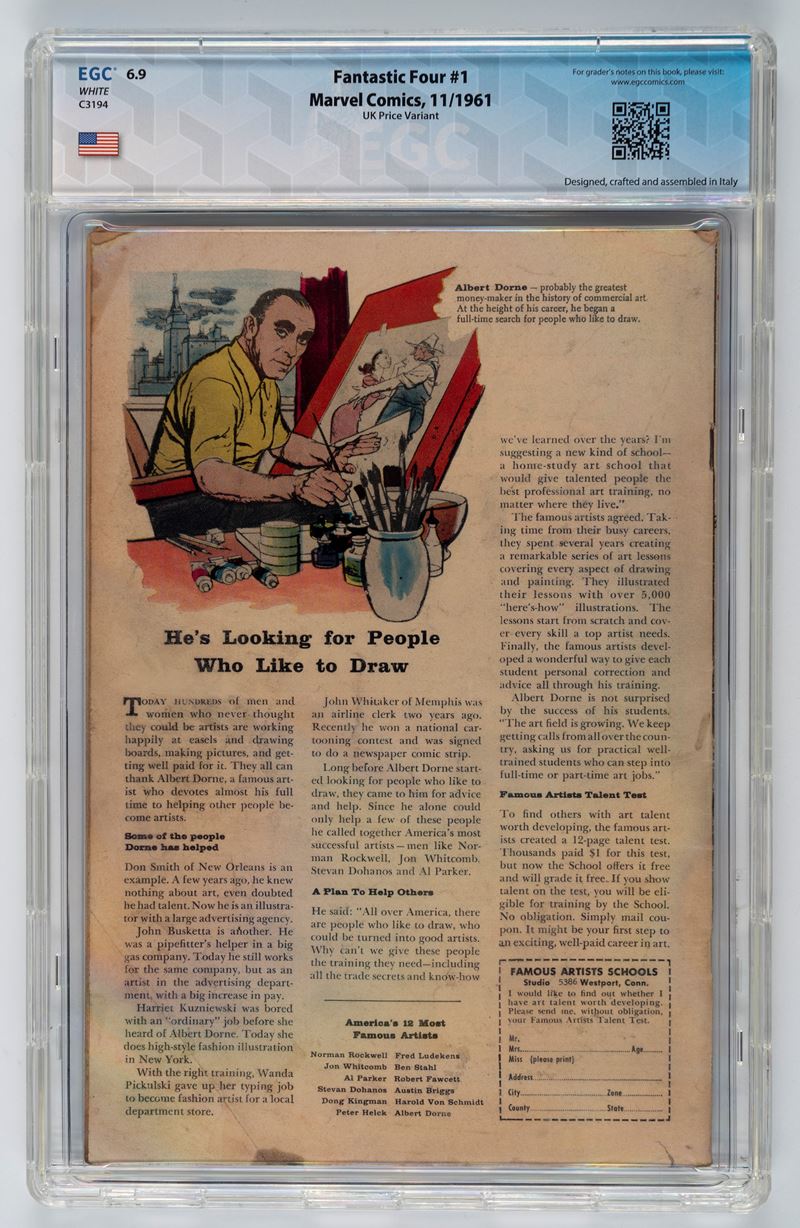 EGC® 6.9
WHITE
C3194
Fantastic Four #1
Marvel Comics, 11/1961
UK Price Variant
For grader's notes on this book, please visit:
www.egccomics.com
EGC
Designed, crafted and assembled in Italy
Albert Dorne — probably the greatest
money-maker in the history of commercial art
At the height of his career, he began a
full-time search for people who like to draw.
He's Looking for People
Who Like to Draw
TODAY HUNDREDS of men and
women who never thought
they could be artists are working
happily at easels and drawing
boards, making pictures, and get-
ting well paid for it. They all can
thank Albert Dorne, a famous art-
ist who devotes almost his full
time to helping other people be-
come artists.
Some of the people
Dorne has helped
Don Smith of New Orleans is an
example. A few years ago, he knew
nothing about art, even doubted
he had talent. Now he is an illustra-
tor with a large advertising agency.
John Busketta is another. He
was a pipefitter's helper in a big
gas company. Today he still works
for the same company, but as an
artist in the advertising depart-
ment, with a big increase in pay.
Harriet Kuzniewski was bored
with an "ordinary" job before she
heard of Albert Dorne. Today she
does high-style fashion illustration
in New York.
With the right training, Wanda
Pickulski gave up her typing job
to become fashion artist for a local
department store.
John Whitaker of Memphis was
an airline clerk two years ago.
Recently he won a national car-
tooning contest and was signed
to do a newspaper comic strip.
Long before Albert Dorne start-
ed looking for people who like to
draw, they came to him for advice
and help. Since he alone could
only help a few of these people
he called together America's most
successful artists — men like Nor-
man Rockwell, Jon Whitcomb,
Stevan Dohanos and Al Parker.
A Plan To Help Others
He said: "All over America, there
are people who like to draw, who
could be turned into good artists.
Why can't we give these people
the training they need—including
all the trade secrets and know-how
America's 12 Most
Famous Artists
Norman Rockwell Fred Ludekens
Jon Whitcomb Ben Stahl
Al Parker Robert Fawcett
Stevan Dohanos Austin Briggs
Dong Kingman Harold Von Schmidt
Peter Helck Albert Dorne
we've learned over the years? I'm
suggesting a new kind of school—
a home-study art school that
would give talented people the
best professional art training, no
matter where they live."
The famous artists agreed. Tak-
ing time from their busy careers,
they spent several years creating
a remarkable series of art lessons
covering every aspect of drawing
and painting. They illustrated
their lessons with over 5,000
"here's-how" illustrations. The
lessons start from scratch and cov-
er every skill a top artist needs.
Finally, the famous artists devel-
oped a wonderful way to give each
student personal correction and
advice all through his training.
Albert Dorne is not surprised
by the success of his students.
"The art field is growing. We keep
getting calls from all over the coun-
try, asking us for practical well-
trained students who can step into
full-time or part-time art jobs."
Famous Artists Talent Test
To find others with art talent
worth developing, the famous art-
ists created a 12-page talent test.
Thousands paid $1 for this test,
but now the School offers it free
and will grade it free. If you show
talent on the test, you will be eli-
gible for training by the School.
No obligation. Simply mail cou-
pon. It might be your first step to
an exciting, well-paid career in art.
FAMOUS ARTISTS SCHOOLS
Studio 5386 Westport, Conn.
I would like to find out whether I
have art talent worth developing.
Please send me, without obligation,
your Famous Artists Talent Test.
Mr.
Mrs. Age
Miss (please print)
Address
City Zone
County State